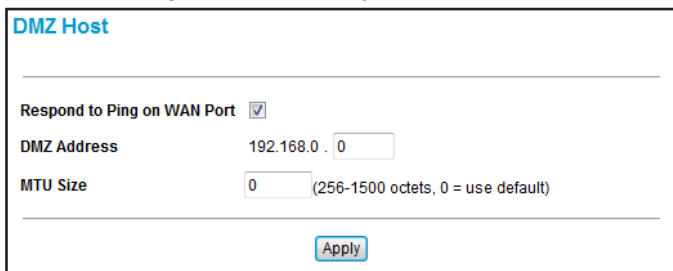 DMZ Host
Respond to Ping on WAN Port
DMZ Address 192.168.0 . 0
MTU Size 0 (256-1500 octets, 0 = use default)
Apply